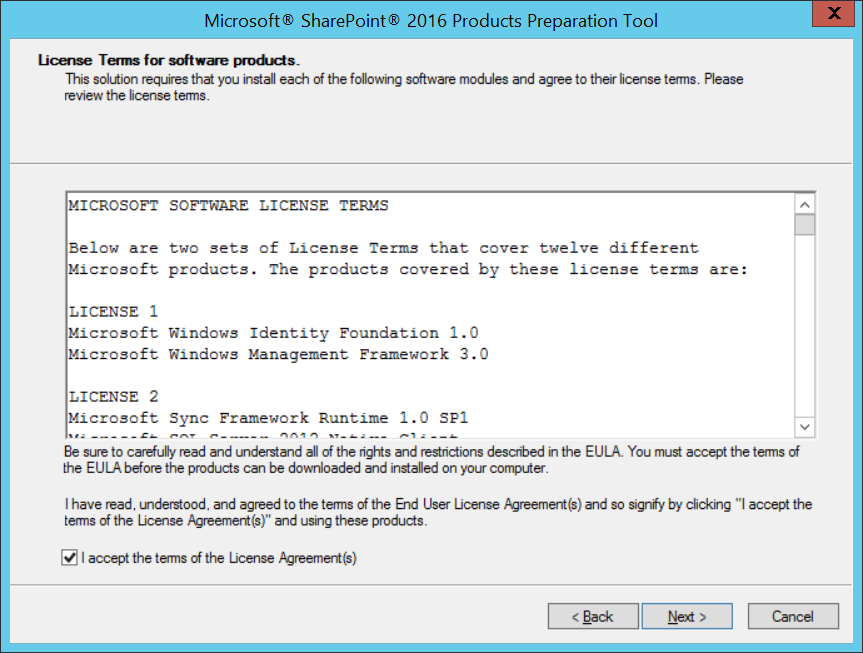 Microsoft® SharePoint® 2016 Products Preparation Tool
License Terms for software products.
This solution requires that you install each of the following software modules and agree to their license terms. Please
review the license terms.
MICROSOFT SOFTWARE LICENSE TERMS
Below are two sets of License Terms that cover twelve different
Microsoft products. The products covered by these license terms are:
LICENSE 1
Microsoft Windows Identity Foundation 1.0
Microsoft Windows Management Framework 3.0
LICENSE 2
Microsoft Sync Framework Runtime 1.0 SP1
Microsoft SQL Server 2012 Native Client
Be sure to carefully read and understand all of the rights and restrictions described in the EULA. You must accept the terms of
the EULA before the products can be downloaded and installed on your computer.
I have read, understood, and agreed to the terms of the End User License Agreement(s) and so signify by clicking "I accept the
terms of the License Agreement(s)" and using these products.
I accept the terms of the License Agreement(s)
< Back
Next >
Cancel